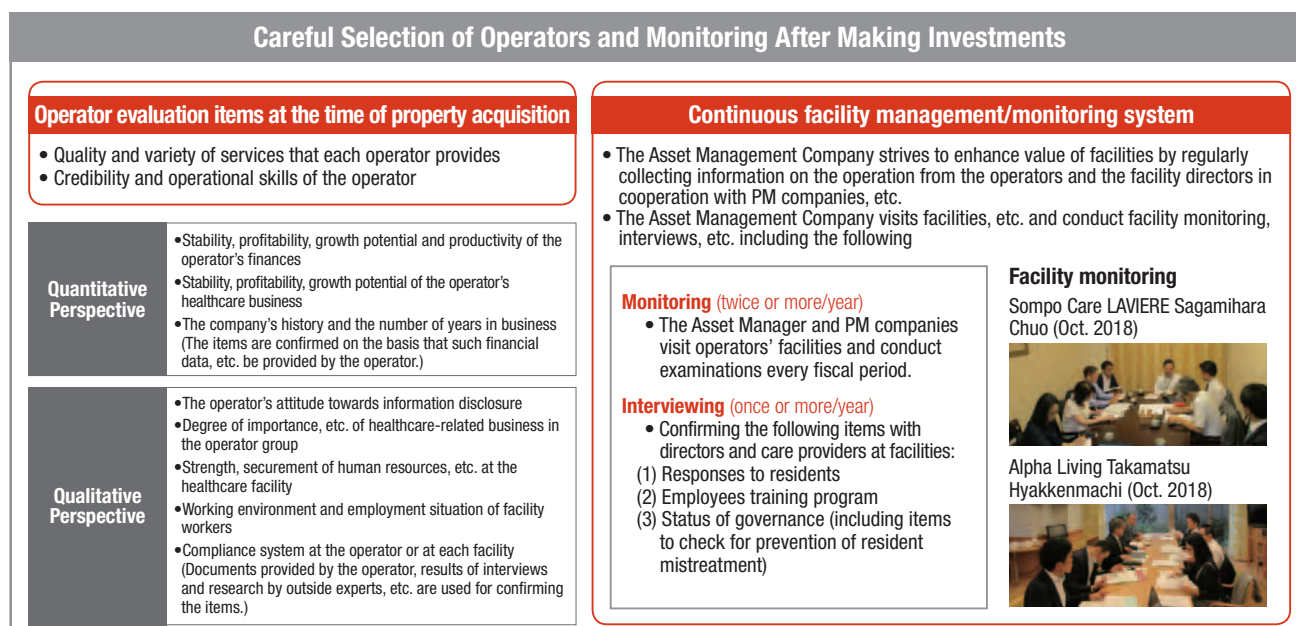 Careful Selection of Operators and Monitoring After Making Investments
Operator evaluation items at the time of property acquisition
• Quality and variety of services that each operator provides
• Credibility and operational skills of the operator
Quantitative
Perspective
•Stability, profitability, growth potential and productivity of the
operator's finances
•Stability, profitability, growth potential of the operator's
healthcare business
•The company's history and the number of years in business
(The items are confirmed on the basis that such financial
data, etc. be provided by the operator.)
Qualitative
Perspective
•The operator's attitude towards information disclosure
•Degree of importance, etc. of healthcare-related business in
the operator group
•Strength, securement of human resources, etc. at the
healthcare facility
•Working environment and employment situation of facility
workers
•Compliance system at the operator or at each facility
(Documents provided by the operator, results of interviews
and research by outside experts, etc. are used for confirming
the items.)
Continuous facility management/monitoring system
• The Asset Management Company strives to enhance value of facilities by regularly
collecting information on the operation from the operators and the facility directors in
cooperation with PM companies, etc.
• The Asset Management Company visits facilities, etc. and conduct facility monitoring,
interviews, etc. including the following
Monitoring (twice or more/year)
• The Asset Manager and PM companies
visit operators' facilities and conduct
examinations every fiscal period.
Interviewing (once or more/year)
• Confirming the following items with
directors and care providers at facilities:
(1) Responses to residents
(2) Employees training program
(3) Status of governance (including items
to check for prevention of resident
mistreatment)
Facility monitoring
Sompo Care LAVIERE Sagamihara
Chuo (Oct. 2018)
Alpha Living Takamatsu
Hyakkenmachi (Oct. 2018)